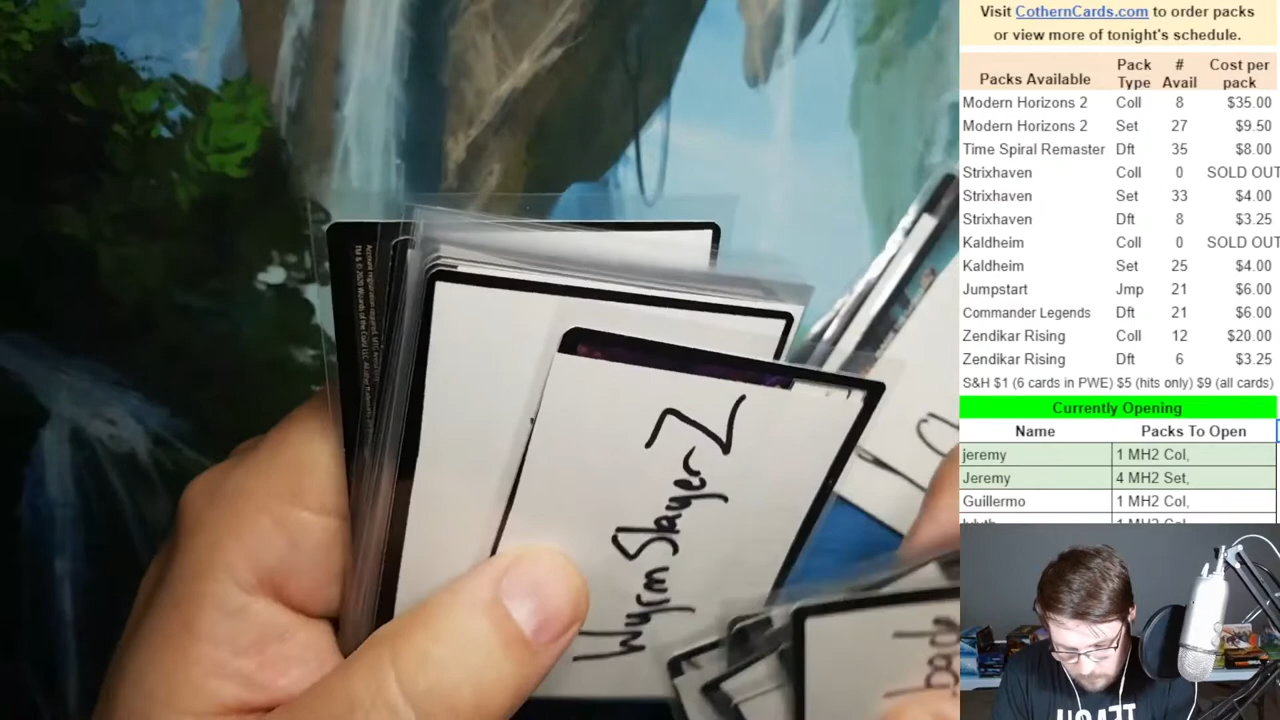 Visit CothernCards.com to order packs
or view more of tonight's schedule.
Packs Available Pack Type # Avail Cost per pack
Modern Horizons 2 Coll 8 $35.00
Modern Horizons 2 Set 27 $9.50
Time Spiral Remaster Dft 35 $8.00
Strixhaven Coll 0 SOLD OUT
Strixhaven Set 33 $4.00
Strixhaven Dft 8 $3.25
Kaldheim Coll 0 SOLD OUT
Kaldheim Set 25 $4.00
Jumpstart Jmp 21 $6.00
Commander Legends Dft 21 $6.00
Zendikar Rising Coll 12 $20.00
Zendikar Rising Dft 6 $3.25
S&H $1 (6 cards in PWE) $5 (hits only) $9 (all cards)
Currently Opening
Name Packs To Open
jeremy 1 MH2 Col,
Jeremy 4 MH2 Set,
Guillermo 1 MH2 Col,
WyrmSlayerZ